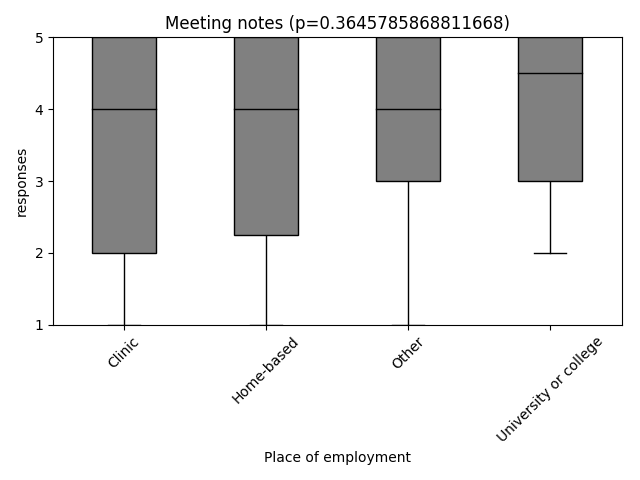 Meeting notes (p=0.3645785868811668)
5
4
3
2
1
responses
Clinic
Home-based
Other
University or college
Place of employment